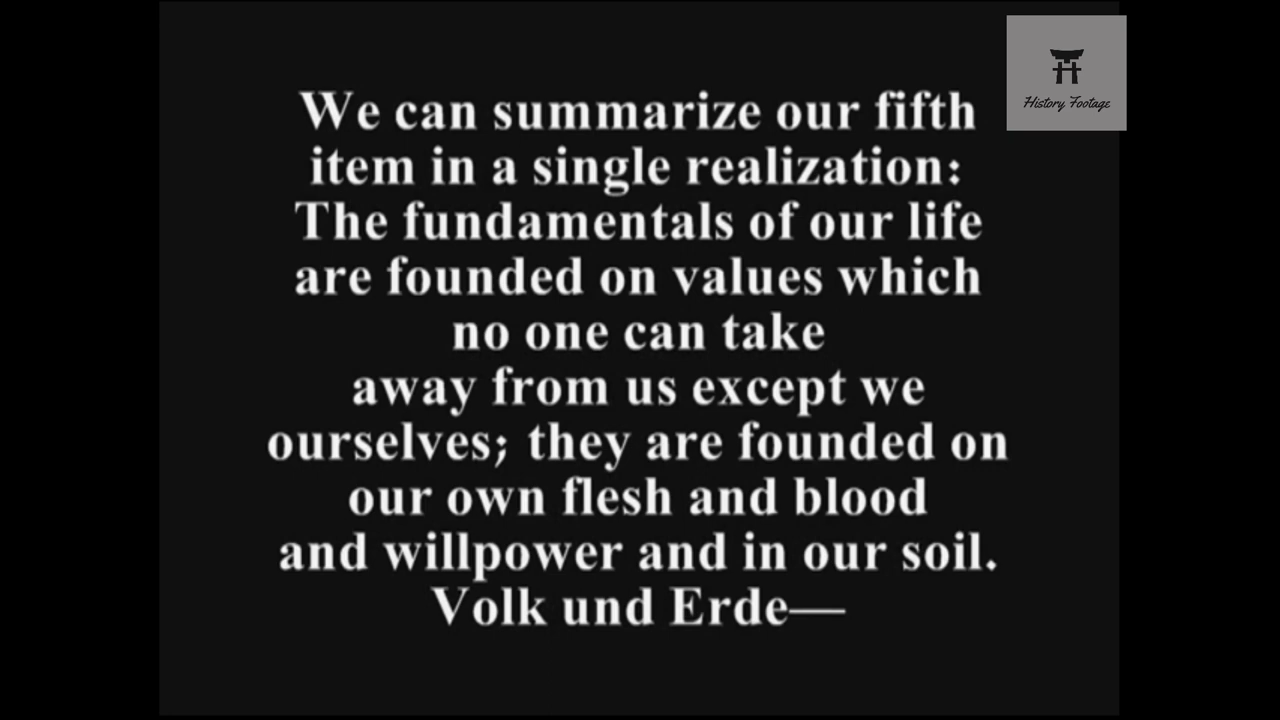 We can summarize our fifth
item in a single realization:
The fundamentals of our life
are founded on values which
no one can take
away from us except we
ourselves; they are founded on
our own flesh and blood
and willpower and in our soil.
Volk und Erde—
History Footage